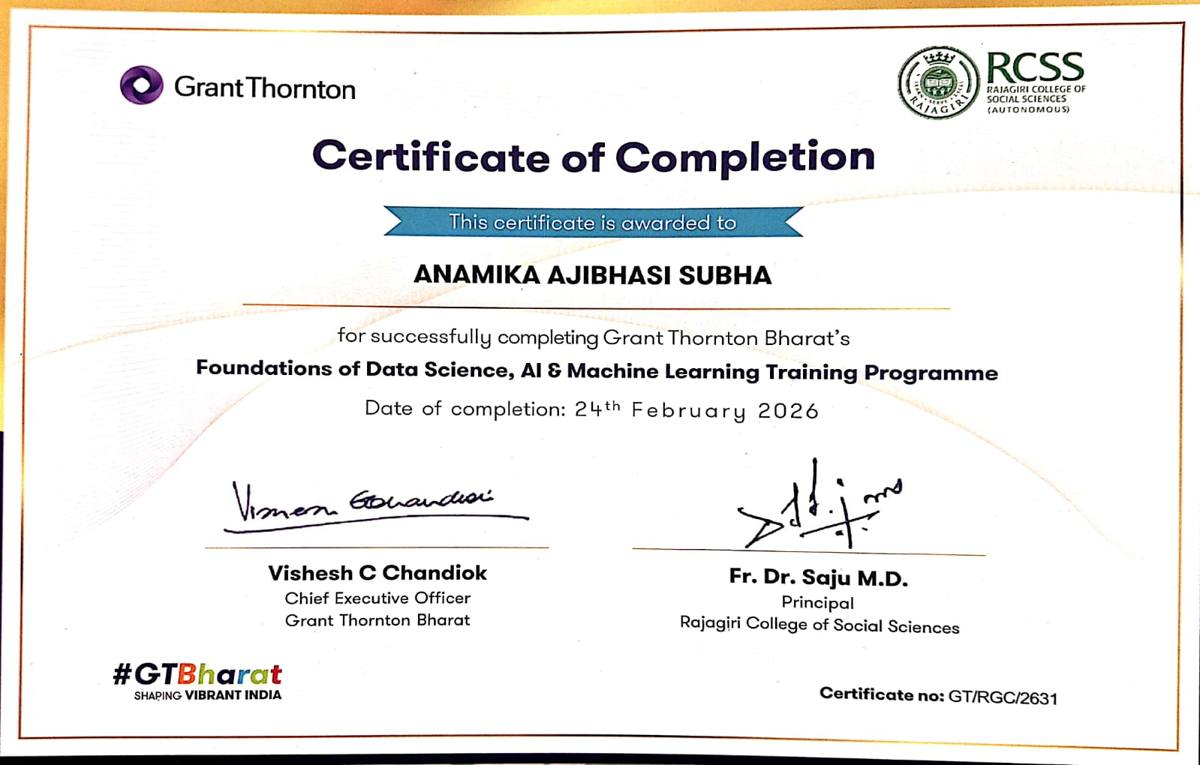 Grant Thornton
RAJAGIRI
RCSS
RAJAGIRI COLLEGE OF
SOCIAL SCIENCES
(AUTONOMOUS)
Certificate of Completion
This certificate is awarded to
ANAMIKA AJIBHASI SUBHA
for successfully completing Grant Thornton Bharat's
Foundations of Data Science, AI & Machine Learning Training Programme
Date of completion: 24th February 2026
Vishesh C Chandiok
Chief Executive Officer
Grant Thornton Bharat
Fr. Dr. Saju M.D.
Principal
Rajagiri College of Social Sciences
#GTBharat
SHAPING VIBRANT INDIA
Certificate no: GT/RGC/2631